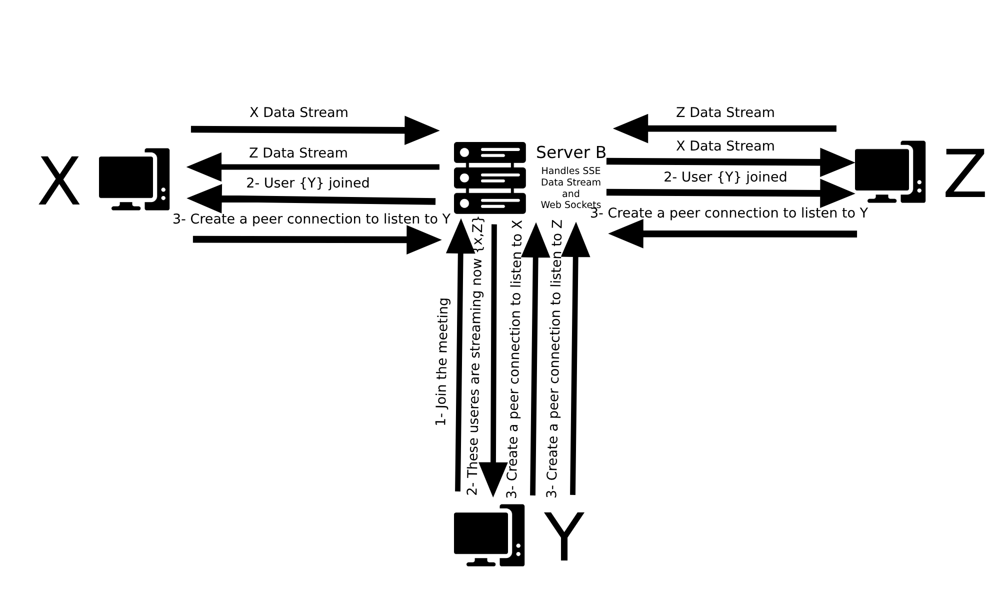 X Data Stream
Z Data Stream
Z Data Stream
X Data Stream
2- User {Y} joined
2- User {Y} joined
3- Create a peer connection to listen to Y
3- Create a peer connection to listen to Y
X
Z
Server B
Handles SSE
Data Stream
and
Web Sockets
1- Join the meeting
2- These useres are streaming now {x,Z}
3- Create a peer connection to listen to X
3- Create a peer connection to listen to Z
Y